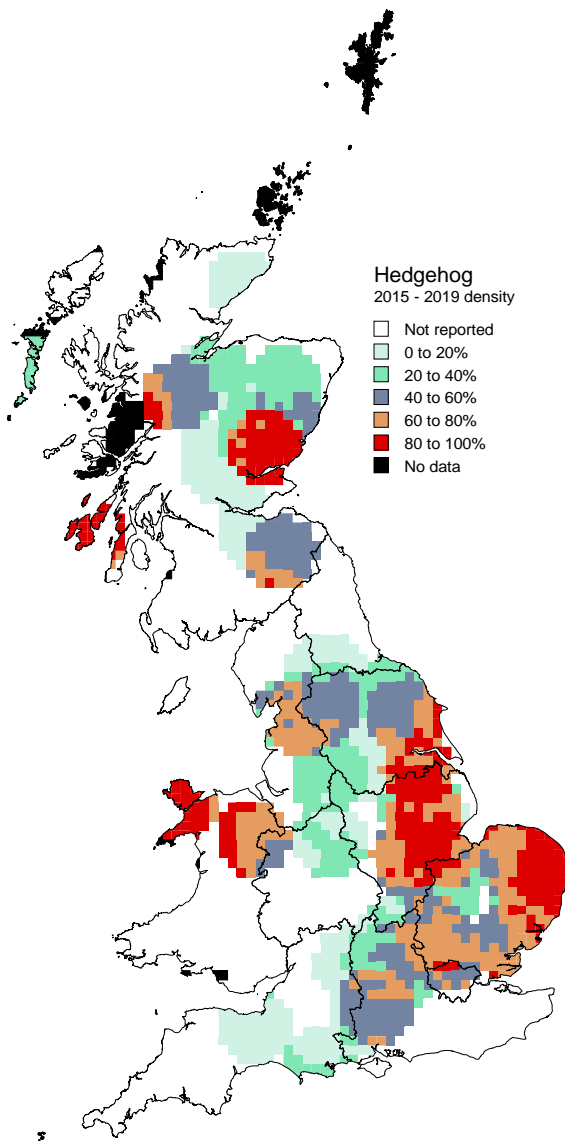 Hedgehog
2015 - 2019 density
Not reported
0 to 20%
20 to 40%
40 to 60%
60 to 80%
80 to 100%
No data